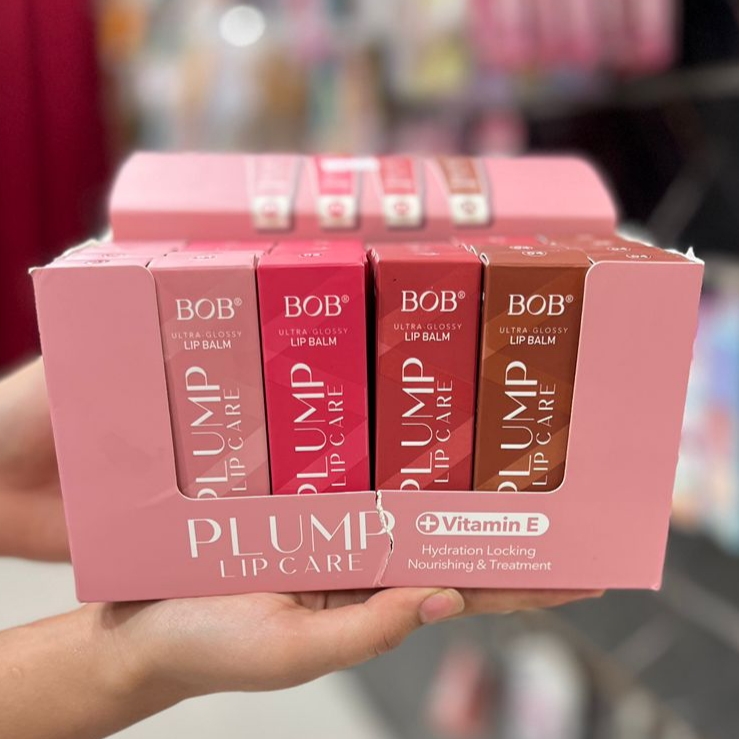 BOB®
ULTRA-GLOSSY
LIP BALM
PLUMP
LIP CARE
BOB®
ULTRA-GLOSSY
LIP BALM
PLUMP
LIP CARE
BOB®
ULTRA-GLOSSY
LIP BALM
PLUMP
LIP CARE
BOB®
ULTRA-GLOSSY
LIP BALM
PLUMP
LIP CARE
PLUMP
LIP CARE
+Vitamin E
Hydration Locking
Nourishing & Treatment